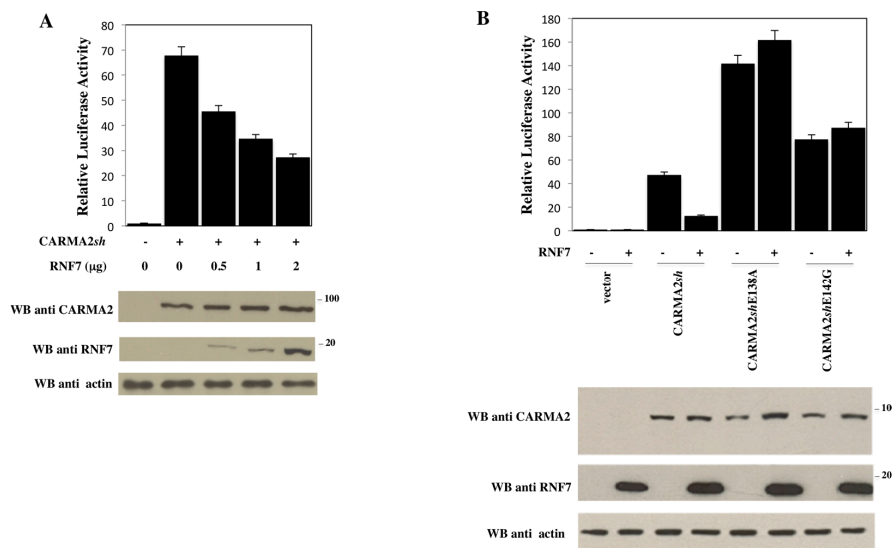 A
Relative Luciferase Activity
80
70
60
50
40
30
20
10
0
CARMA2sh - + + + +
RNF7 (µg) 0 0 0.5 1 2
WB anti CARMA2
100
WB anti RNF7
20
WB anti actin
B
Relative Luciferase Activity
180
160
140
120
100
80
60
40
20
0
RNF7 - + - + - + - +
vector
CARMA2sh
CARMA2shE138A
CARMA2shE142G
WB anti CARMA2
10
WB anti RNF7
20
WB anti actin